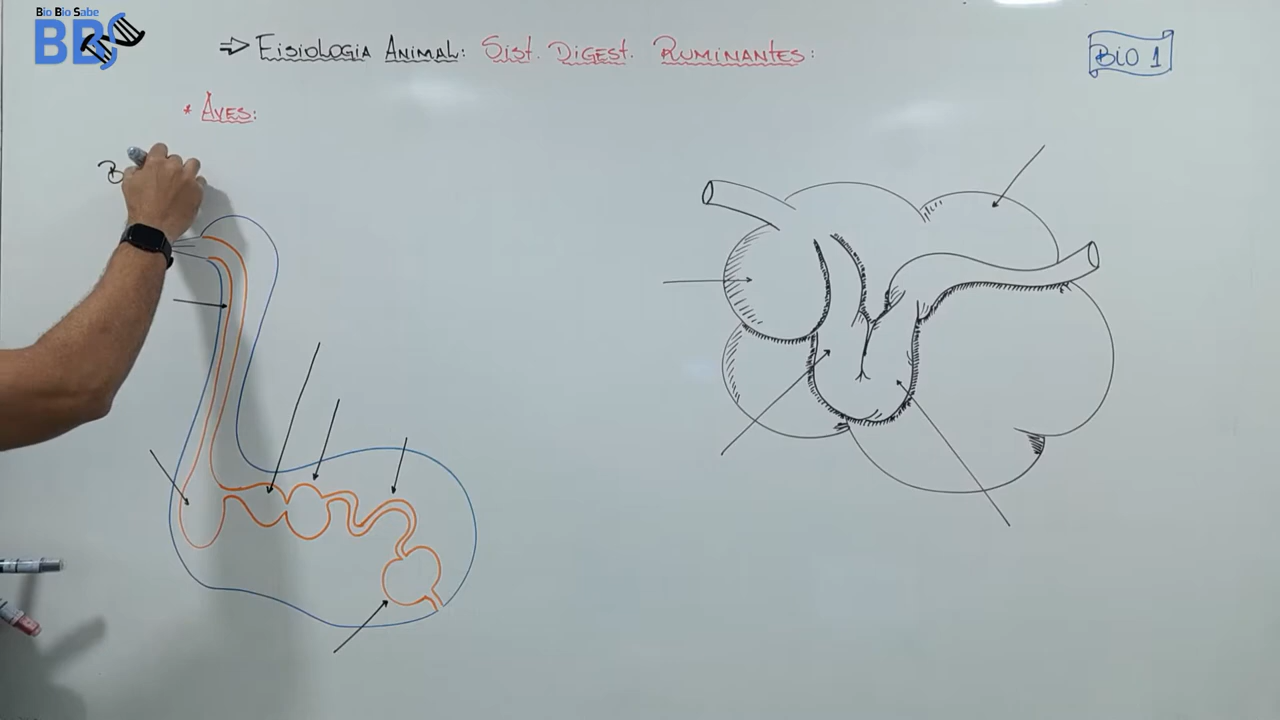 Bio Bio Sabe
BBS
⇒ Fisiologia Animal: Sist. Digest. Ruminantes:
BIO 1
* Aves:
B